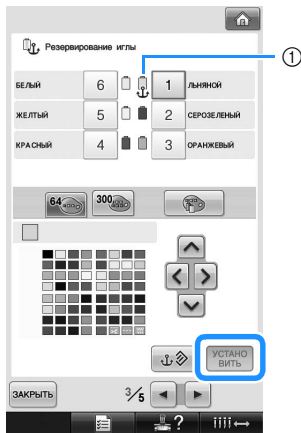 Резервирование иглы
①
БЕЛЫЙ 6 1 ЛЬНЯНОЙ
ЖЕЛТЫЙ 5 2 СЕРОЗЕЛЕНЫЙ
КРАСНЫЙ 4 3 ОРАНЖЕВЫЙ
64 300
УСТАНО
ВИТЬ
ЗАКРЫТЬ 3/5
?